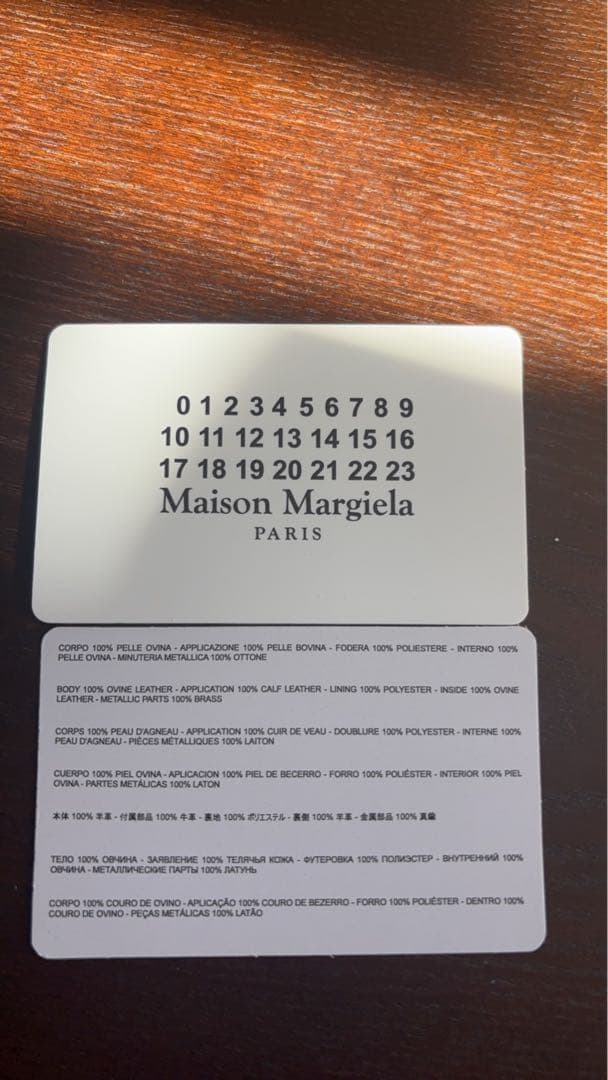 0 1 2 3 4 5 6 7 8 9
10 11 12 13 14 15 16
17 18 19 20 21 22 23
Maison Margiela
PARIS
CORPO 100% PELLE OVINA - APPLICAZIONE 100% PELLE BOVINA - FODERA 100% POLIESTERE - INTERNO 100%
PELLE OVINA - MINUTERIA METALLICA 100% OTTONE
BODY 100% OVINE LEATHER - APPLICATION 100% CALF LEATHER - LINING 100% POLYESTER - INSIDE 100% OVINE
LEATHER - METALLIC PARTS 100% BRASS
CORPS 100% PEAU D'AGNEAU - APPLICATION 100% CUIR DE VEAU - DOUBLURE 100% POLYESTER - INTERNE 100%
PEAU D'AGNEAU - PIÈCES MÉTALLIQUES 100% LAITON
CUERPO 100% PIEL OVINA - APLICACION 100% PIEL DE BECERRO - FORRO 100% POLIÉSTER - INTERIOR 100% PIEL
OVINA - PARTES METÁLICAS 100% LATON
本体 100% 羊革 - 付属部品 100% 牛革 - 裏地 100% ポリエステル - 裏側 100% 羊革 - 金属部品 100% 真鍮
ТЕЛО 100% ОВЧИНА - ЗАЯВЛЕНИЕ 100% ТЕЛЯЧЬЯ КОЖА - ФУТЕРОВКА 100% ПОЛИЭСТЕР - ВНУТРЕННИЙ 100%
ОВЧИНА - МЕТАЛЛИЧЕСКИЕ ПАРТЫ 100% ЛАТУНЬ
CORPO 100% COURO DE OVINO - APLICAÇÃO 100% COURO DE BEZERRO - FORRO 100% POLIÉSTER - DENTRO 100%
COURO DE OVINO - PEÇAS METÁLICAS 100% LATÃO